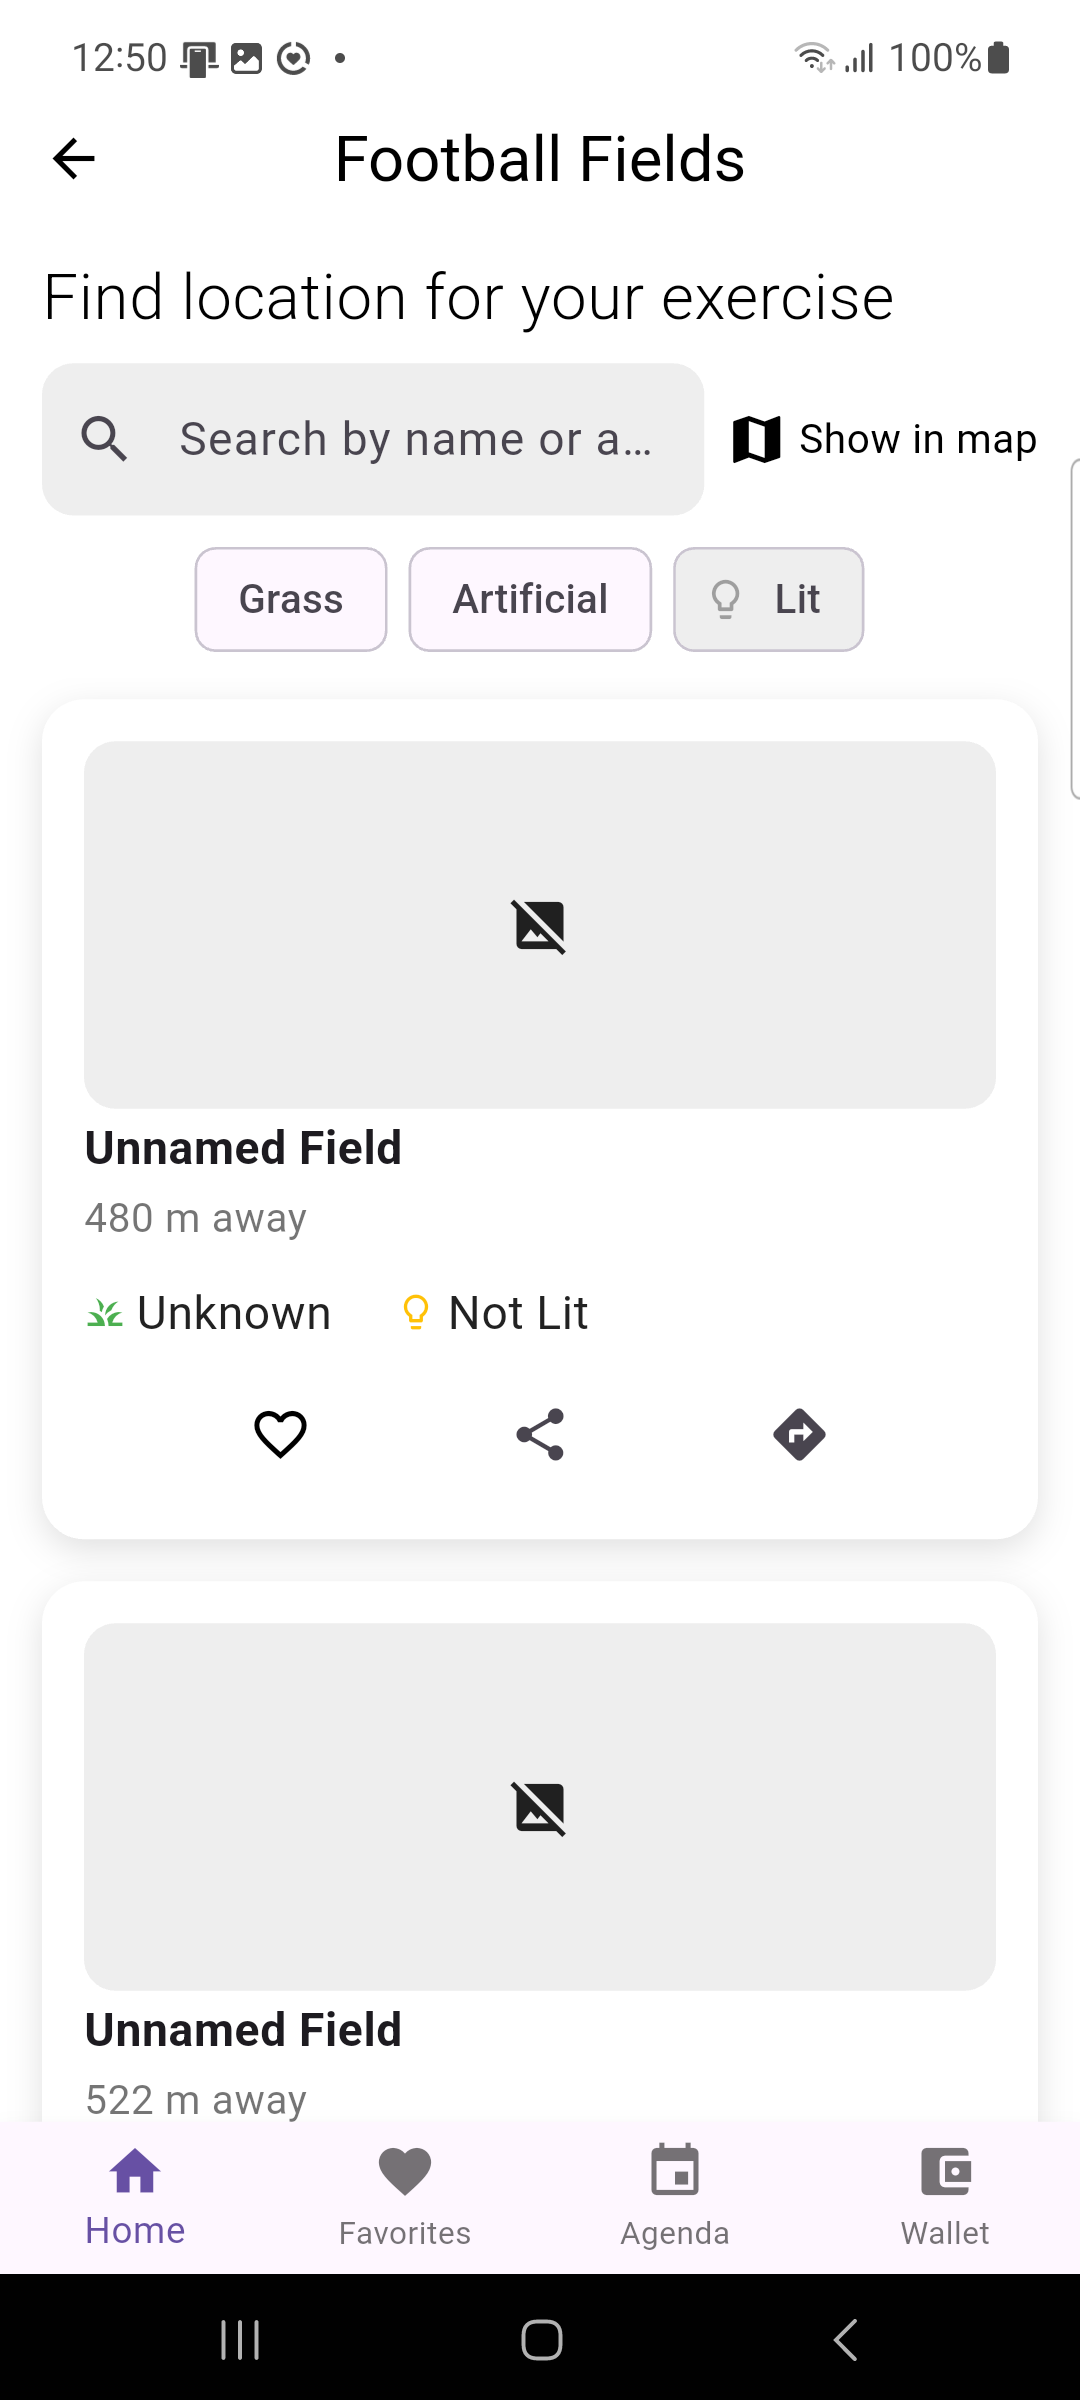 12:50 100%
Football Fields
Find location for your exercise
Search by name or a... Show in map
Grass Artificial Lit
Unnamed Field
480 m away
Unknown Not Lit
Unnamed Field
522 m away
Home Favorites Agenda Wallet